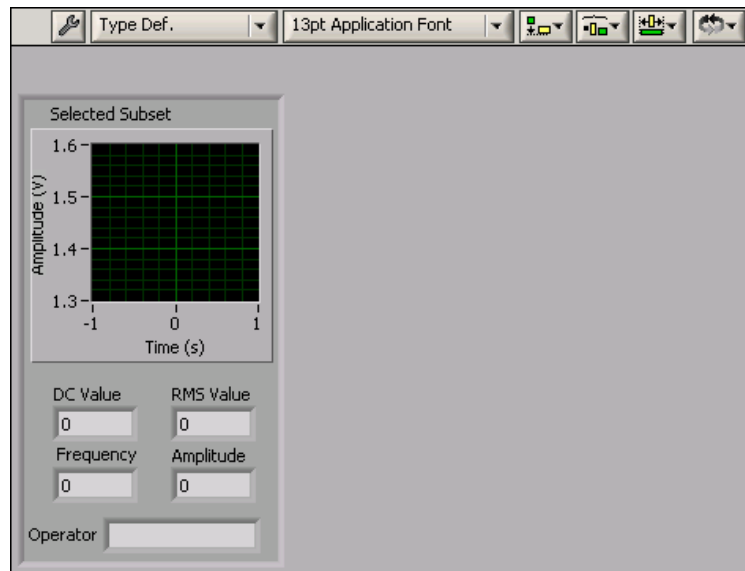 Type Def. 13pt Application Font
Selected Subset
1.6
1.5
1.4
1.3
Amplitude (V)
-1 0 1
Time (s)
DC Value RMS Value
0 0
Frequency Amplitude
0 0
Operator